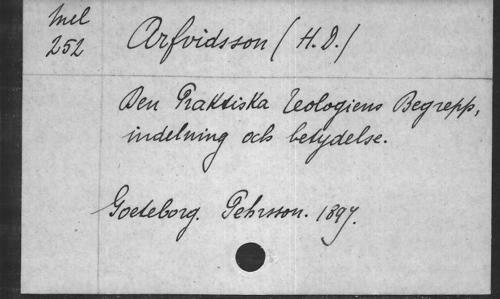 Mel
252
Arfvidsson (H.D.)
Den Praktiska Teologiens Begrepp,
indelning och betydelse.
Goeteborg. Pehrsson. 1897.